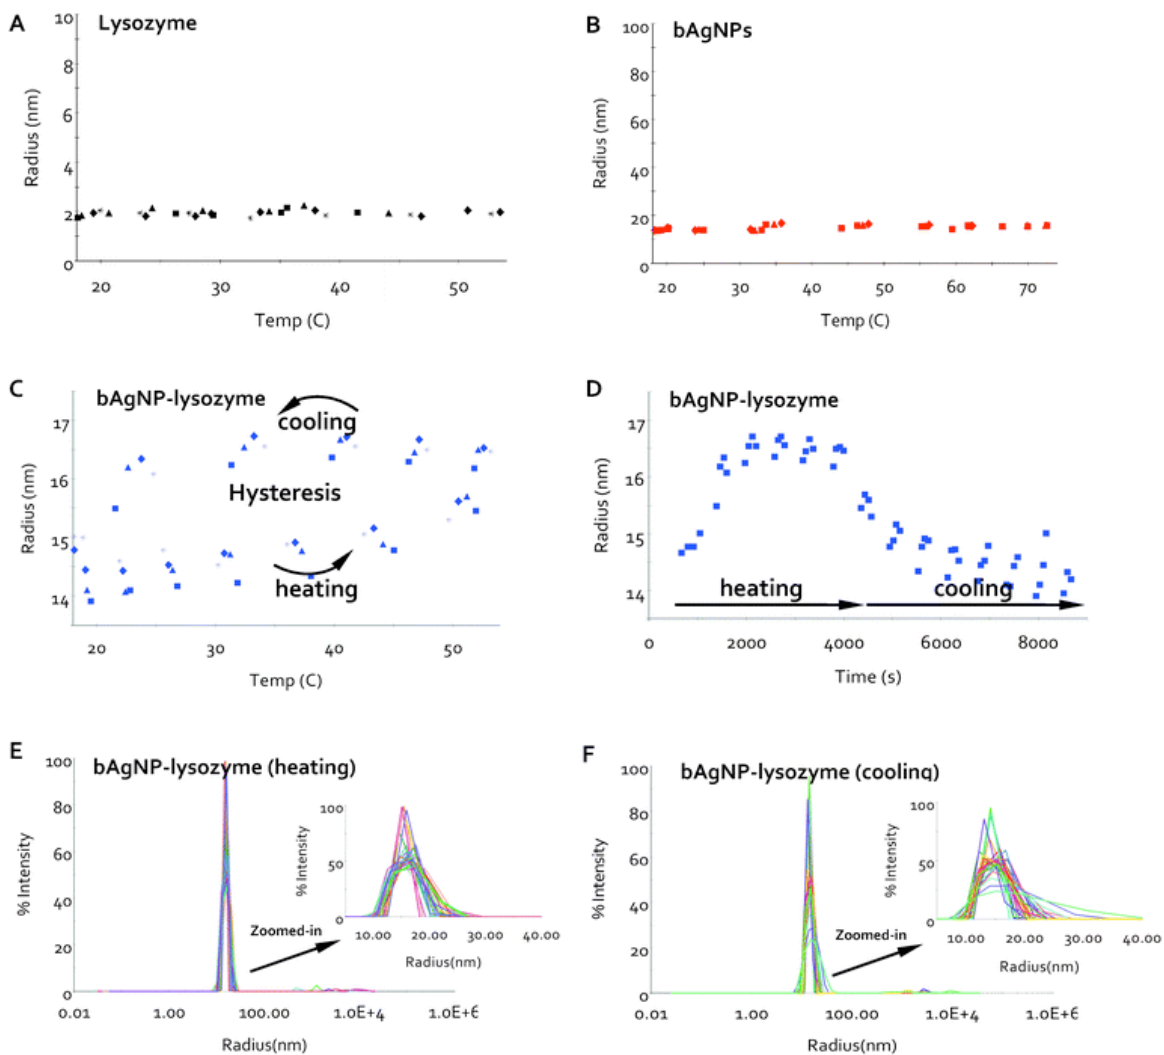 A
Lysozyme
10
8
6
4
2
0
Radius (nm)
20
30
40
50
Temp (C)
B
bAgNPs
100
80
60
40
20
0
Radius (nm)
20
30
40
50
60
70
Temp (C)
C
bAgNP-lysozyme
cooling
Hysteresis
heating
17
16
15
14
Radius (nm)
20
30
40
50
Temp (C)
D
bAgNP-lysozyme
17
16
15
14
Radius (nm)
heating
cooling
0
2000
4000
6000
8000
Time (s)
E
bAgNP-lysozyme (heating)
100
80
60
40
20
0
% Intensity
0.01
1.00
100.00
1.0E+4
1.0E+6
Radius(nm)
Zoomed-in
100
50
0
% Intensity
10.00
20.00
30.00
40.00
Radius(nm)
F
bAgNP-lysozyme (cooling)
100
80
60
40
20
0
% Intensity
0.01
1.00
100.00
1.0E+4
1.0E+6
Radius(nm)
Zoomed-in
100
50
0
% Intensity
10.00
20.00
30.00
40.00
Radius(nm)